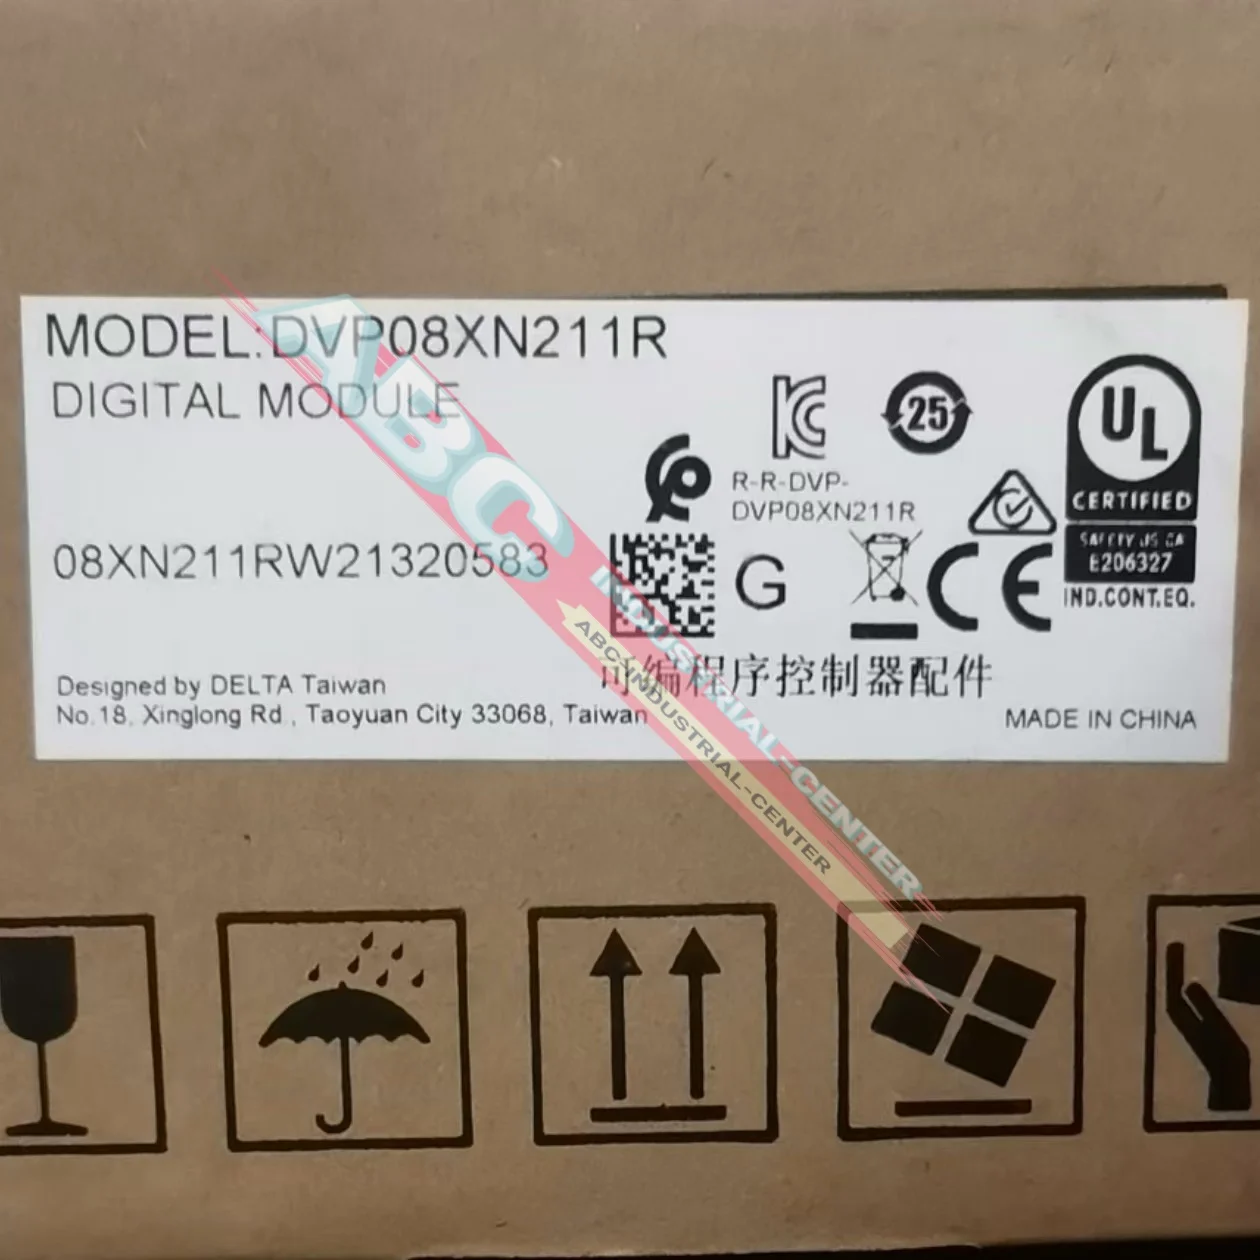 MODEL:DVP08XN211R
DIGITAL MODULE
25
UL
R-R-DVP-
DVP08XN211R
CERTIFIED
SAFETY US CA
E206327
IND.CONT.EQ.
08XN211RW21320583
G
CE
可编程序控制器配件
Designed by DELTA Taiwan
No.18, Xinglong Rd., Taoyuan City 33068, Taiwan
MADE IN CHINA
ABC
INDUSTRIAL-CENTER
ABC-INDUSTRIAL-CENTER